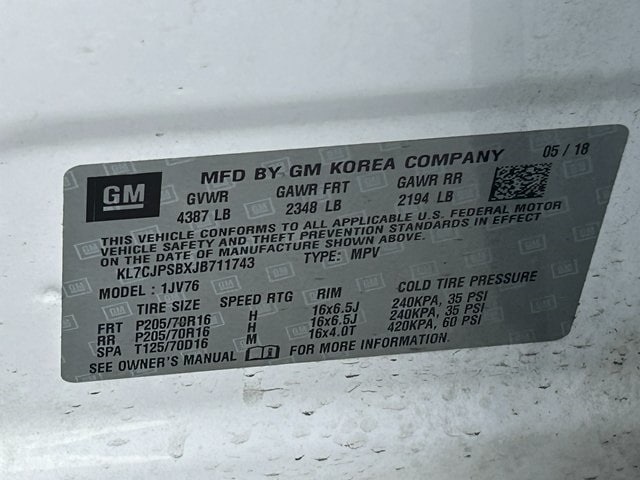 GM MFD BY GM KOREA COMPANY 05 / 18
GVWR GAWR FRT GAWR RR
4387 LB 2348 LB 2194 LB
THIS VEHICLE CONFORMS TO ALL APPLICABLE U.S. FEDERAL MOTOR
VEHICLE SAFETY AND THEFT PREVENTION STANDARDS IN EFFECT
ON THE DATE OF MANUFACTURE SHOWN ABOVE.
KL7CJPSBXJB711743 TYPE: MPV
MODEL : 1JV76
TIRE SIZE SPEED RTG RIM COLD TIRE PRESSURE
FRT P205/70R16 H 16x6.5J 240KPA, 35 PSI
RR P205/70R16 H 16x6.5J 240KPA, 35 PSI
SPA T125/70D16 M 16x4.0T 420KPA, 60 PSI
SEE OWNER'S MANUAL FOR MORE INFORMATION.